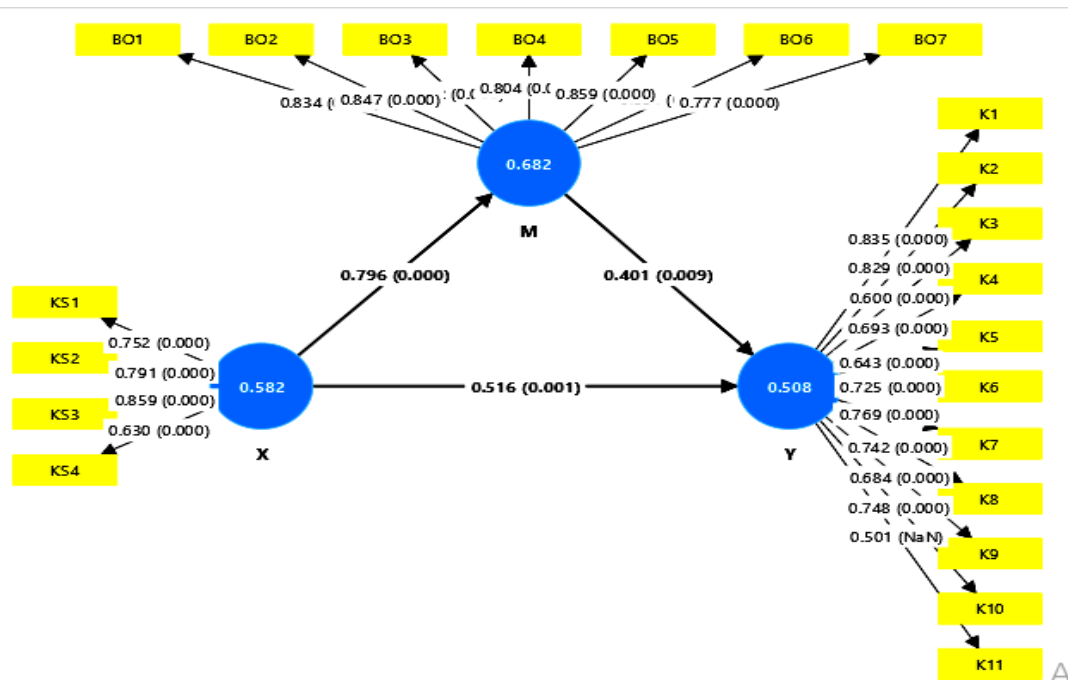 BO1 BO2 BO3 BO4 BO5 BO6 BO7
0.834 ( 0.847 (0.000) 0.804 (0.0 0.859 (0.000) 0.777 (0.000)
0.682
M
0.796 (0.000)
0.401 (0.009)
KS1
KS2
KS3
KS4
0.752 (0.000)
0.791 (0.000)
0.859 (0.000)
0.630 (0.000)
0.582
X
0.516 (0.001)
0.508
Y
0.835 (0.000)
0.829 (0.000)
0.600 (0.000)
0.693 (0.000)
0.643 (0.000)
0.725 (0.000)
0.769 (0.000)
0.742 (0.000)
0.684 (0.000)
0.748 (0.000)
0.501 (NaN)
K1
K2
K3
K4
K5
K6
K7
K8
K9
K10
K11